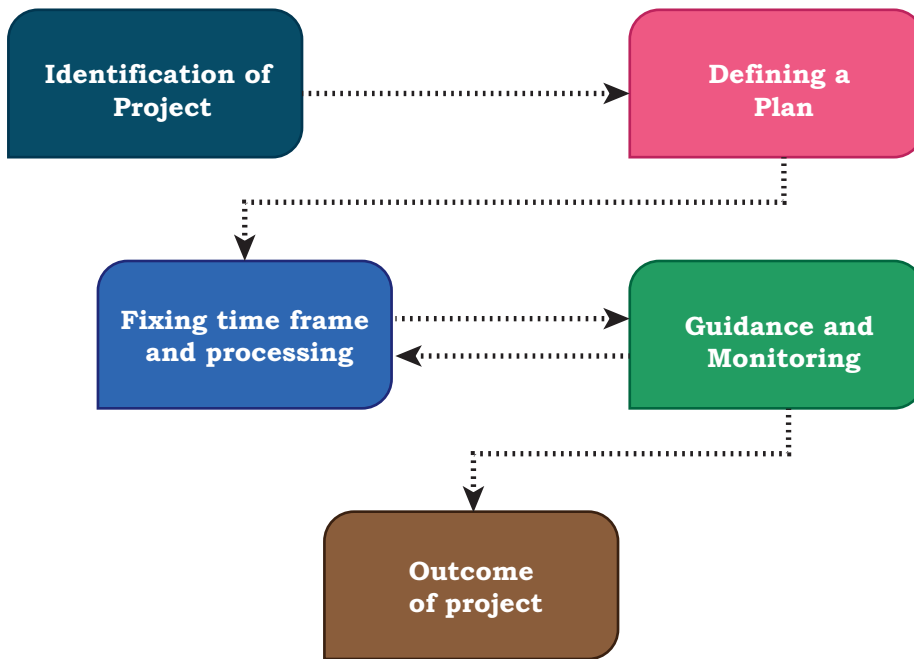 Identification of
Project
Defining a
Plan
Fixing time frame
and processing
Guidance and
Monitoring
Outcome
of project